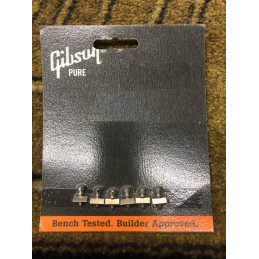 Gibson
PURE
Bench Tested. Builder Approved.